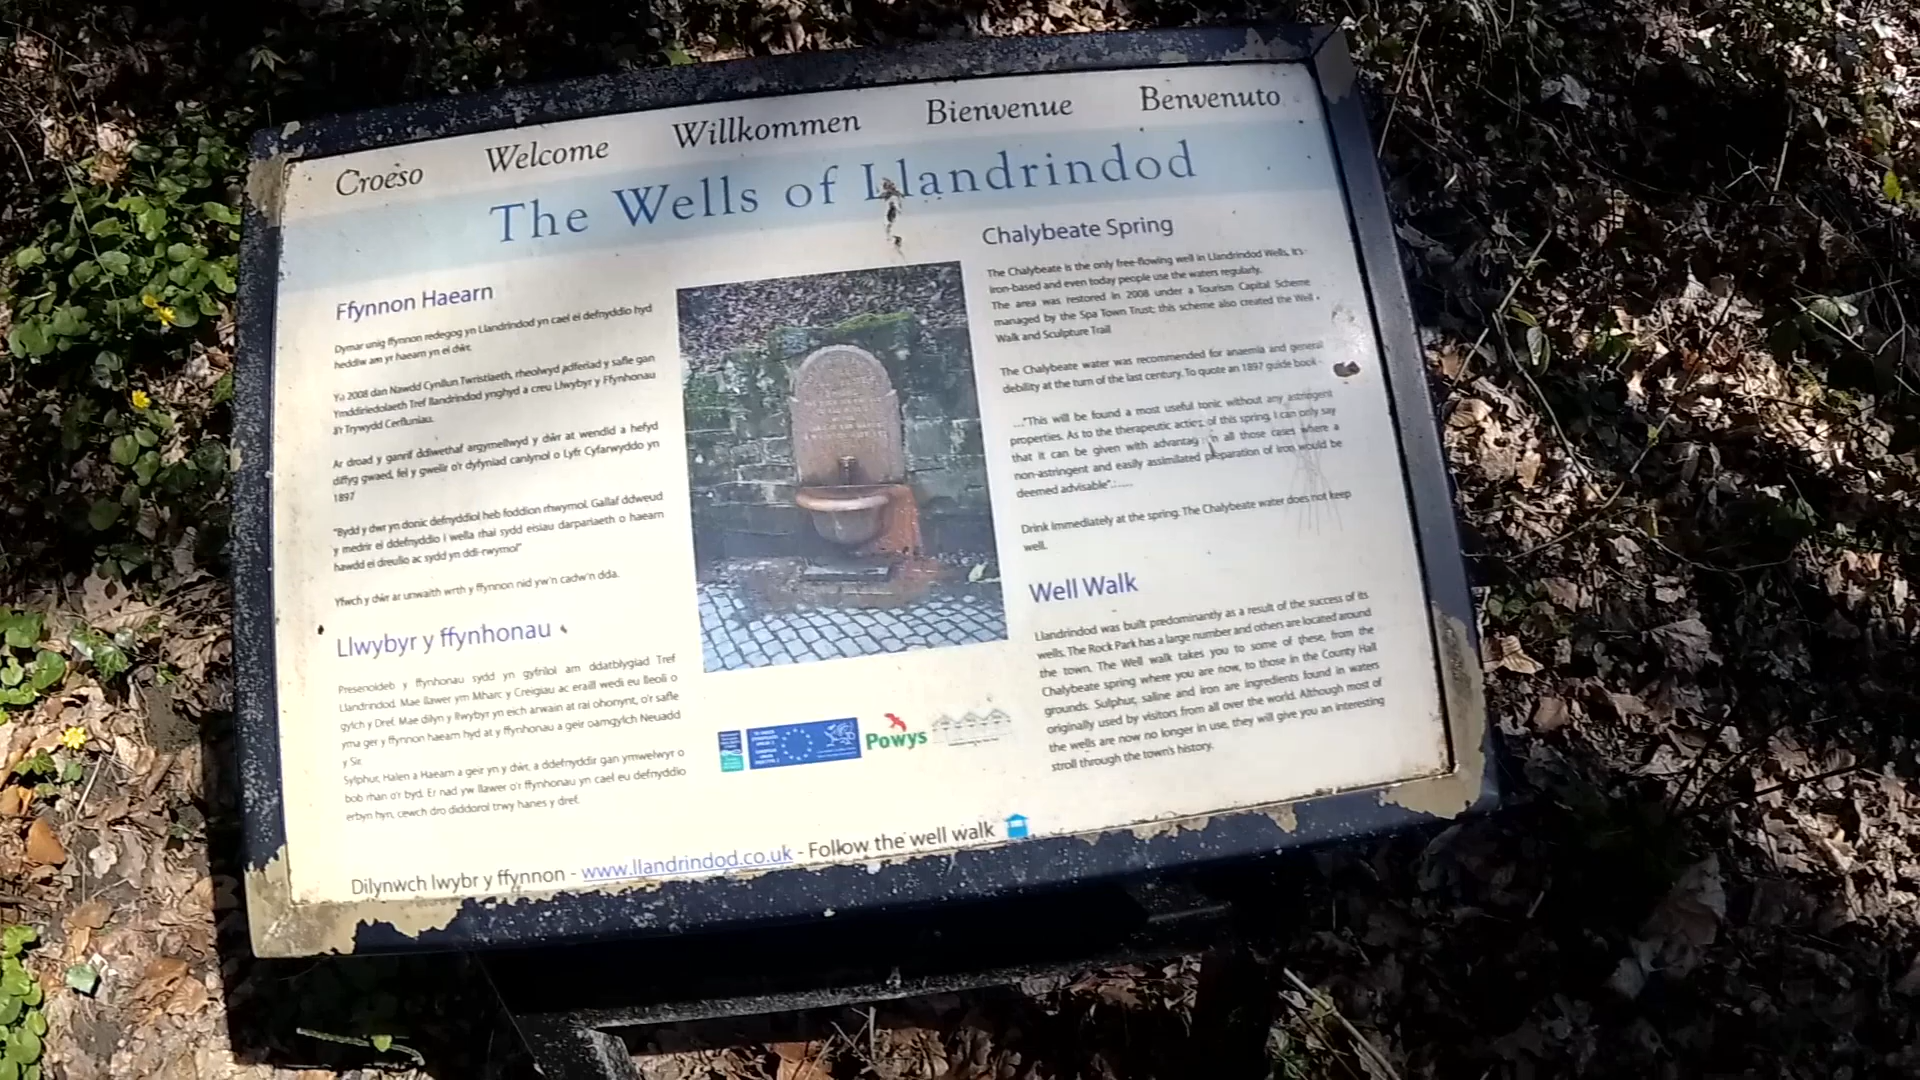 Croeso Welcome Willkommen Bienvenue Benvenuto
The Wells of Llandrindod
Ffynnon Haearn
Dymar unig ffynnon redegog yn Llandrindod yn cael ei defnyddio hyd
heddiw am yr haearn yn ei dŵr.
Yn 2008 dan Nawdd Cynllun Twristiaeth, rheolwyd adferiad y safle gan
Ymddiriedolaeth Tref llandrindod ynghyd a creu Llwybyr y Ffynhonau
a'r Trywydd Cerfluniau.
Ar droad y ganrif ddiwethaf argymellwyd y dŵr at wendid a hefyd
diffyg gwaed, fel y gwelir o'r dyfyniad canlynol o Lyfr Cyfarwyddo yn
1897
"Bydd y dwr yn donic defnyddiol heb foddion rhwymol. Gallaf ddweud
y medrir ei ddefnyddio i wella rhai sydd eisiau darpariaeth o haearn
hawdd ei dreulio ac sydd yn ddi-rwymol"
Yfwch y dŵr ar unwaith wrth y ffynnon nid yw'n cadw'n dda.
Llwybyr y ffynhonau
Presenoldeb y ffynhonau sydd yn gyfrifol am ddatblygiad Tref
Llandrindod. Mae llawer ym Mharc y Creigiau ac eraill wedi eu lleoli o
gylch y Dref. Mae dilyn y llwybyr yn eich arwain at rai ohonynt, o'r safle
yma ger y ffynnon haearn hyd at y ffynhonau a geir oamgylch Neuadd
y Sir.
Sylphur, Halen a Haearn a geir yn y dŵr, a ddefnyddir gan ymwelwyr o
bob rhan o'r byd. Er nad yw llawer o'r ffynhonau yn cael eu defnyddio
erbyn hyn, cewch dro diddorol trwy hanes y dref.
Chalybeate Spring
The Chalybeate is the only free-flowing well in Llandrindod Wells, it's
iron-based and even today people use the waters regularly.
The area was restored in 2008 under a Tourism Capital Scheme
managed by the Spa Town Trust; this scheme also created the Well
Walk and Sculpture Trail
The Chalybeate water was recommended for anaemia and general
debility at the turn of the last century. To quote an 1897 guide book -
..."This will be found a most useful tonic without any astringent
properties. As to the therapeutic action of this spring, I can only say
that it can be given with advantage in all those cases where a
non-astringent and easily assimilated preparation of iron would be
deemed advisable"........
Drink immediately at the spring. The Chalybeate water does not keep
well.
Well Walk
Llandrindod was built predominantly as a result of the success of its
wells. The Rock Park has a large number and others are located around
the town. The Well walk takes you to some of these, from the
Chalybeate spring where you are now, to those in the County Hall
grounds. Sulphur, saline and iron are ingredients found in waters
originally used by visitors from all over the world. Although most of
the wells are now no longer in use, they will give you an interesting
stroll through the town's history.
Powys
Dilynwch lwybr y ffynnon - www.llandrindod.co.uk - Follow the well walk